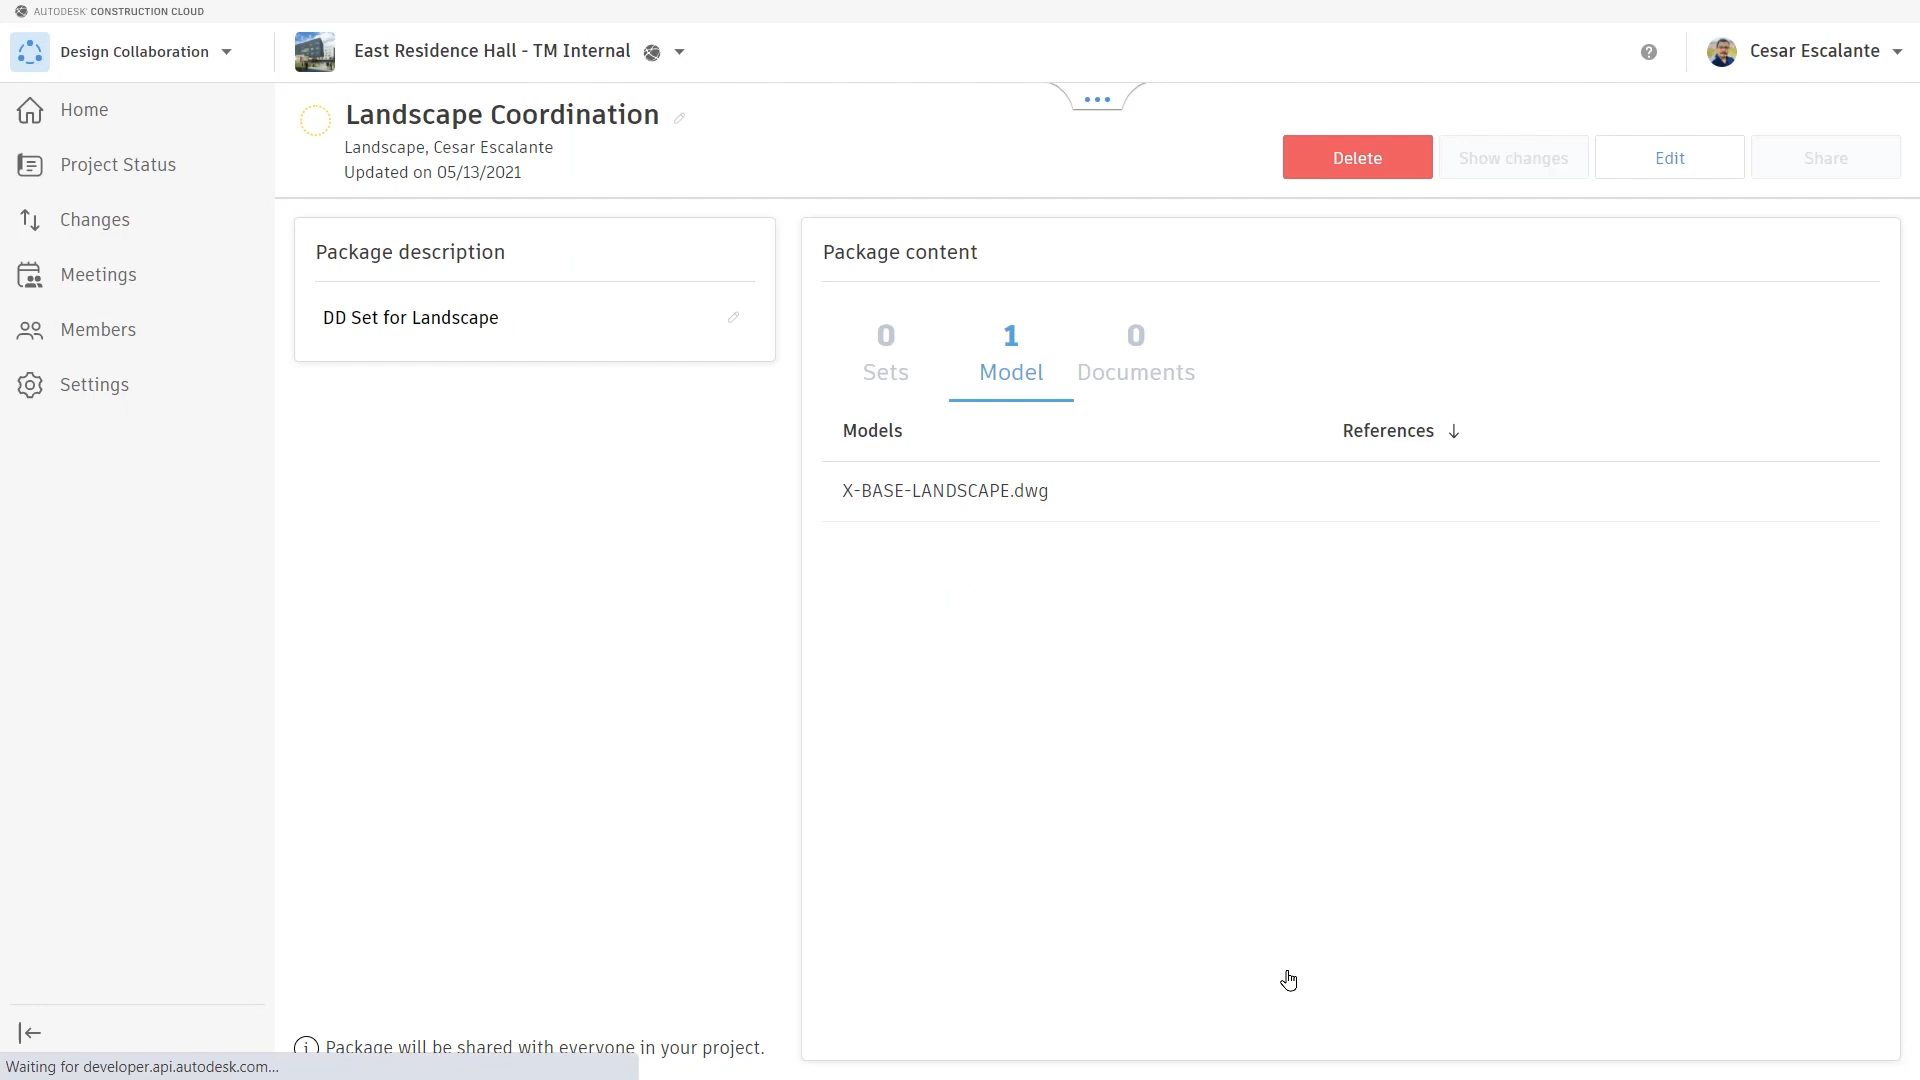 AUTODESK CONSTRUCTION CLOUD
Design Collaboration
East Residence Hall - TM Internal
Cesar Escalante
Home
Project Status
Changes
Meetings
Members
Settings
Landscape Coordination
Landscape, Cesar Escalante
Updated on 05/13/2021
Delete
Show changes
Edit
Share
Package description
DD Set for Landscape
Package content
0
Sets
1
Model
0
Documents
Models
References ↓
X-BASE-LANDSCAPE.dwg
Package will be shared with everyone in your project.
Waiting for developer.api.autodesk.com...